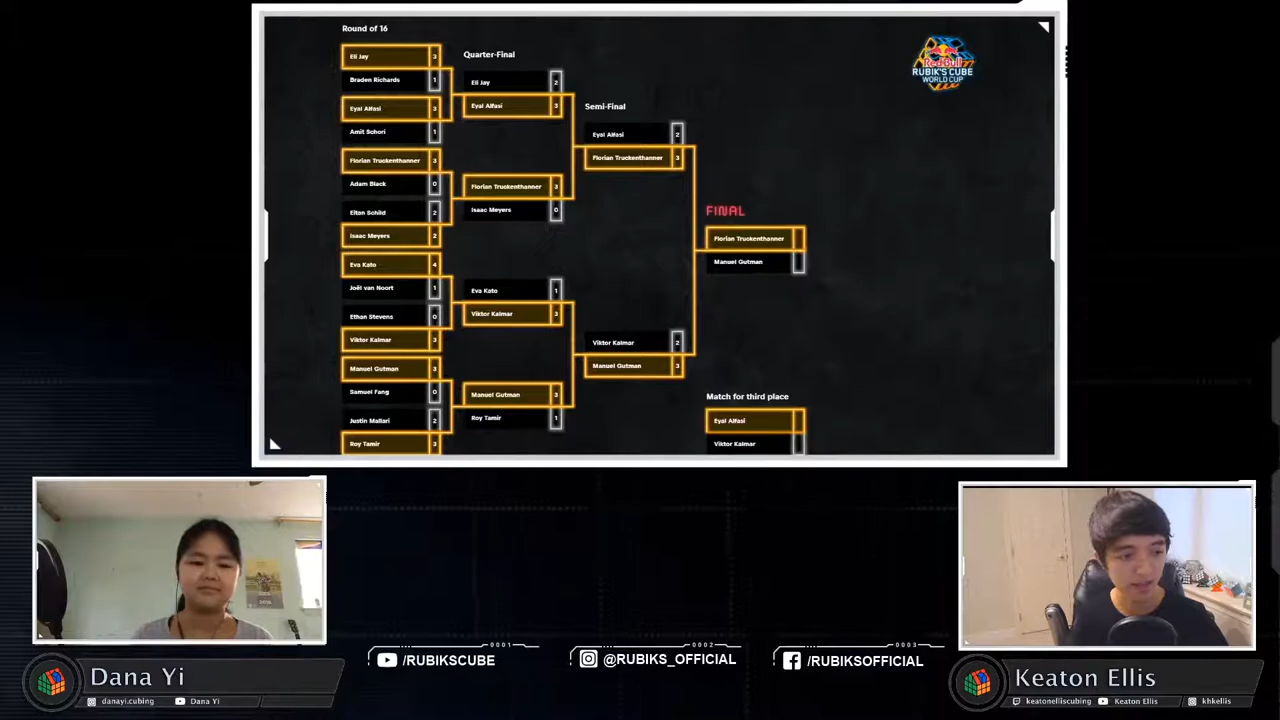 Round of 16
Eli Jay 3
Braden Richards 1
Eyal Alfasi 3
Amit Schori 1
Florian Truckenthanner 3
Adam Black 0
Eitan Schild 2
Isaac Meyers 2
Eva Kato 4
Joël van Noort 1
Ethan Stevens 0
Viktor Kalmar 3
Manuel Gutman 3
Samuel Fang 0
Justin Mallari 2
Roy Tamir 3
Quarter-Final
Eli Jay 2
Eyal Alfasi 3
Florian Truckenthanner 3
Isaac Meyers 0
Eva Kato 1
Viktor Kalmar 3
Manuel Gutman 3
Roy Tamir 1
Semi-Final
Eyal Alfasi 2
Florian Truckenthanner 3
Viktor Kalmar 2
Manuel Gutman 3
FINAL
Florian Truckenthanner
Manuel Gutman
Match for third place
Eyal Alfasi
Viktor Kalmar
Red Bull
RUBIK'S CUBE
WORLD CUP
0001
/RUBIKSCUBE
0002
@RUBIKS_OFFICIAL
0003
/RUBIKSOFFICIAL
Dana Yi
danayi.cubing Dana Yi
Keaton Ellis
keatonelliscubing Keaton Ellis khkellis